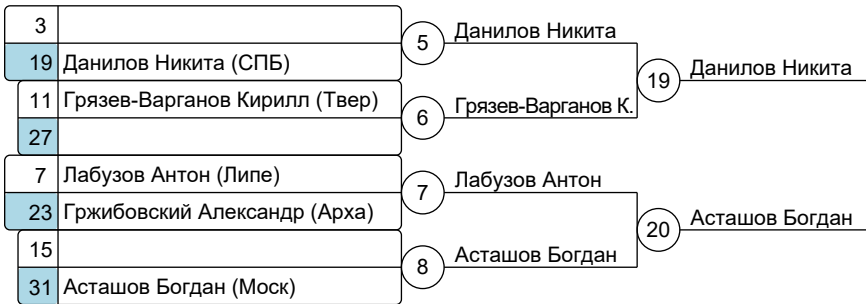 3
19 Данилов Никита (СПБ)
11 Грязев-Варганов Кирилл (Твер)
27
7 Лабузов Антон (Липе)
23 Гржибовский Александр (Арха)
15
31 Асташов Богдан (Моск)
5 Данилов Никита
6 Грязев-Варганов К.
7 Лабузов Антон
8 Асташов Богдан
19 Данилов Никита
20 Асташов Богдан